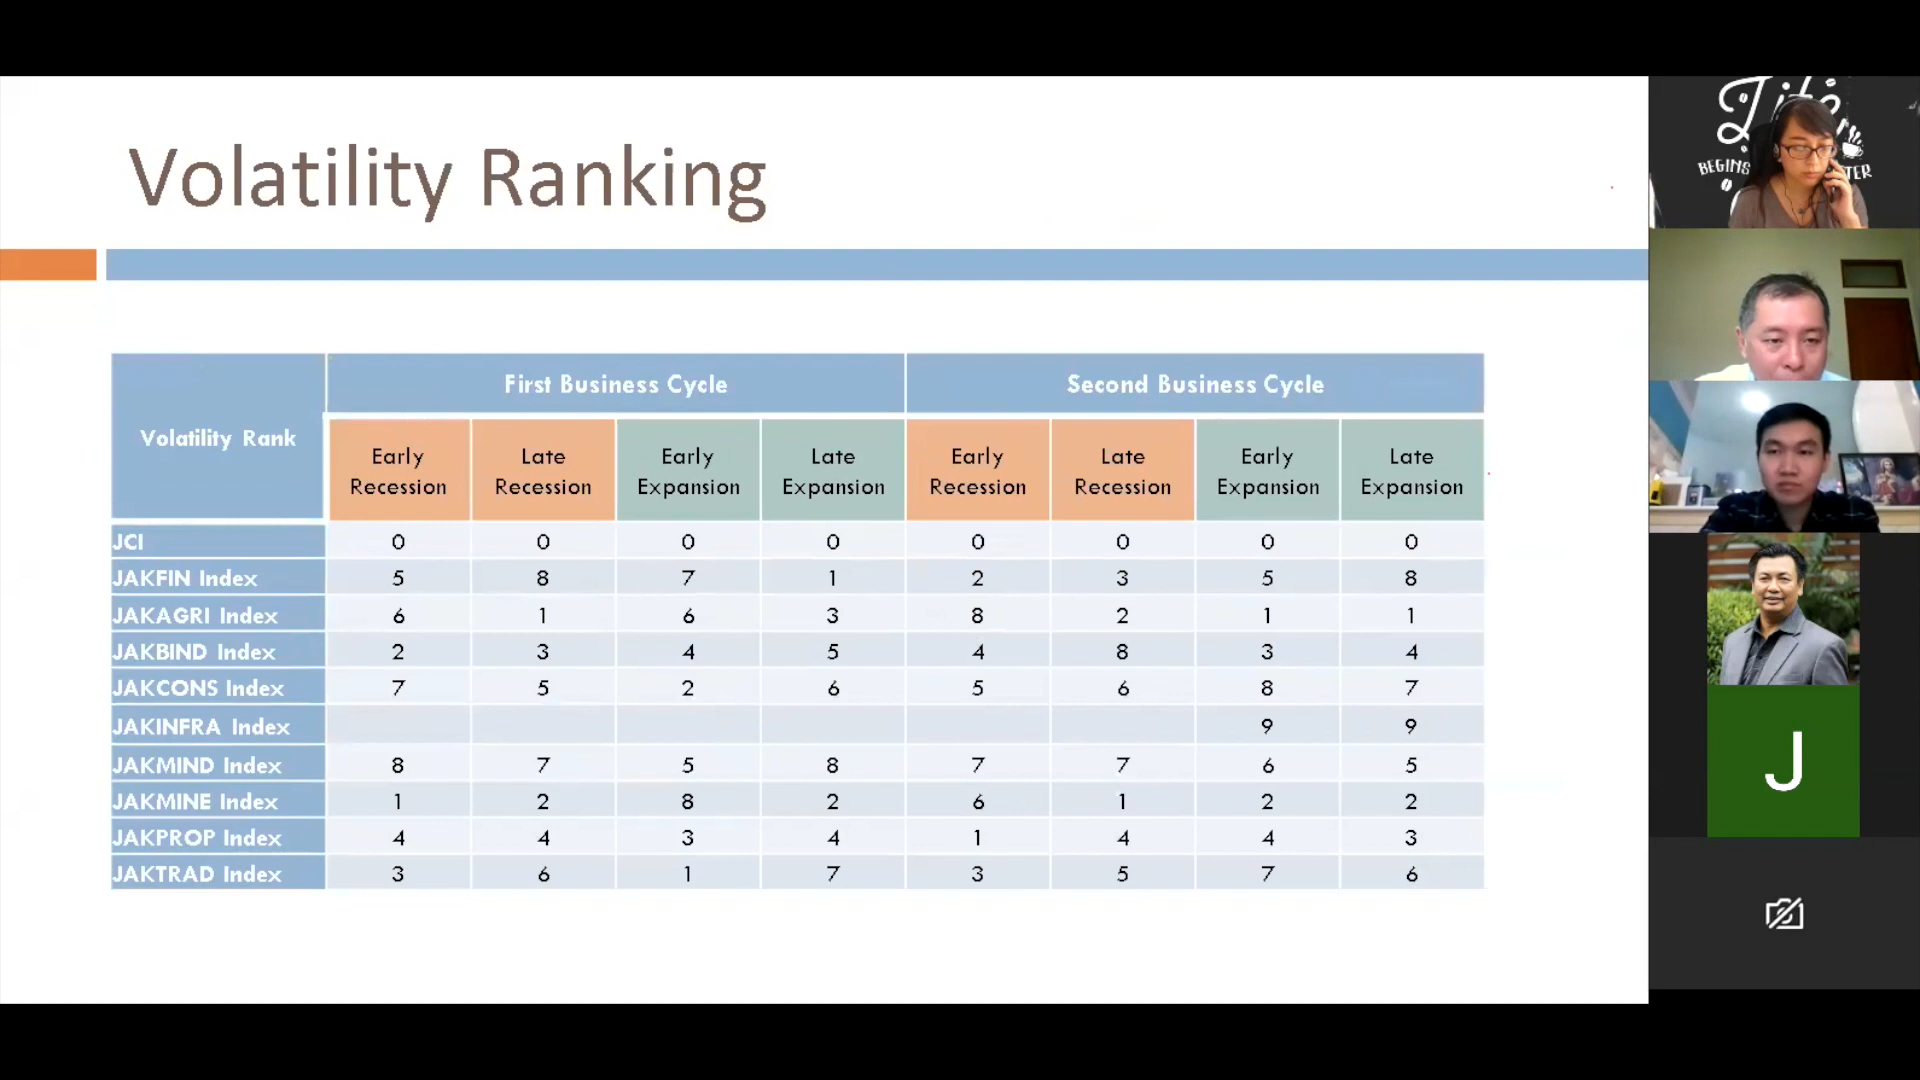 Volatility Ranking
Volatility Rank
First Business Cycle
Second Business Cycle
Early Recession
Late Recession
Early Expansion
Late Expansion
Early Recession
Late Recession
Early Expansion
Late Expansion
JCI 0 0 0 0 0 0 0 0
JAKFIN Index 5 8 7 1 2 3 5 8
JAKAGRI Index 6 1 6 3 8 2 1 1
JAKBIND Index 2 3 4 5 4 8 3 4
JAKCONS Index 7 5 2 6 5 6 8 7
JAKINFRA Index 9 9
JAKMIND Index 8 7 5 8 7 7 6 5
JAKMINE Index 1 2 8 2 6 1 2 2
JAKPROP Index 4 4 3 4 1 4 4 3
JAKTRAD Index 3 6 1 7 3 5 7 6
BEGINS
J